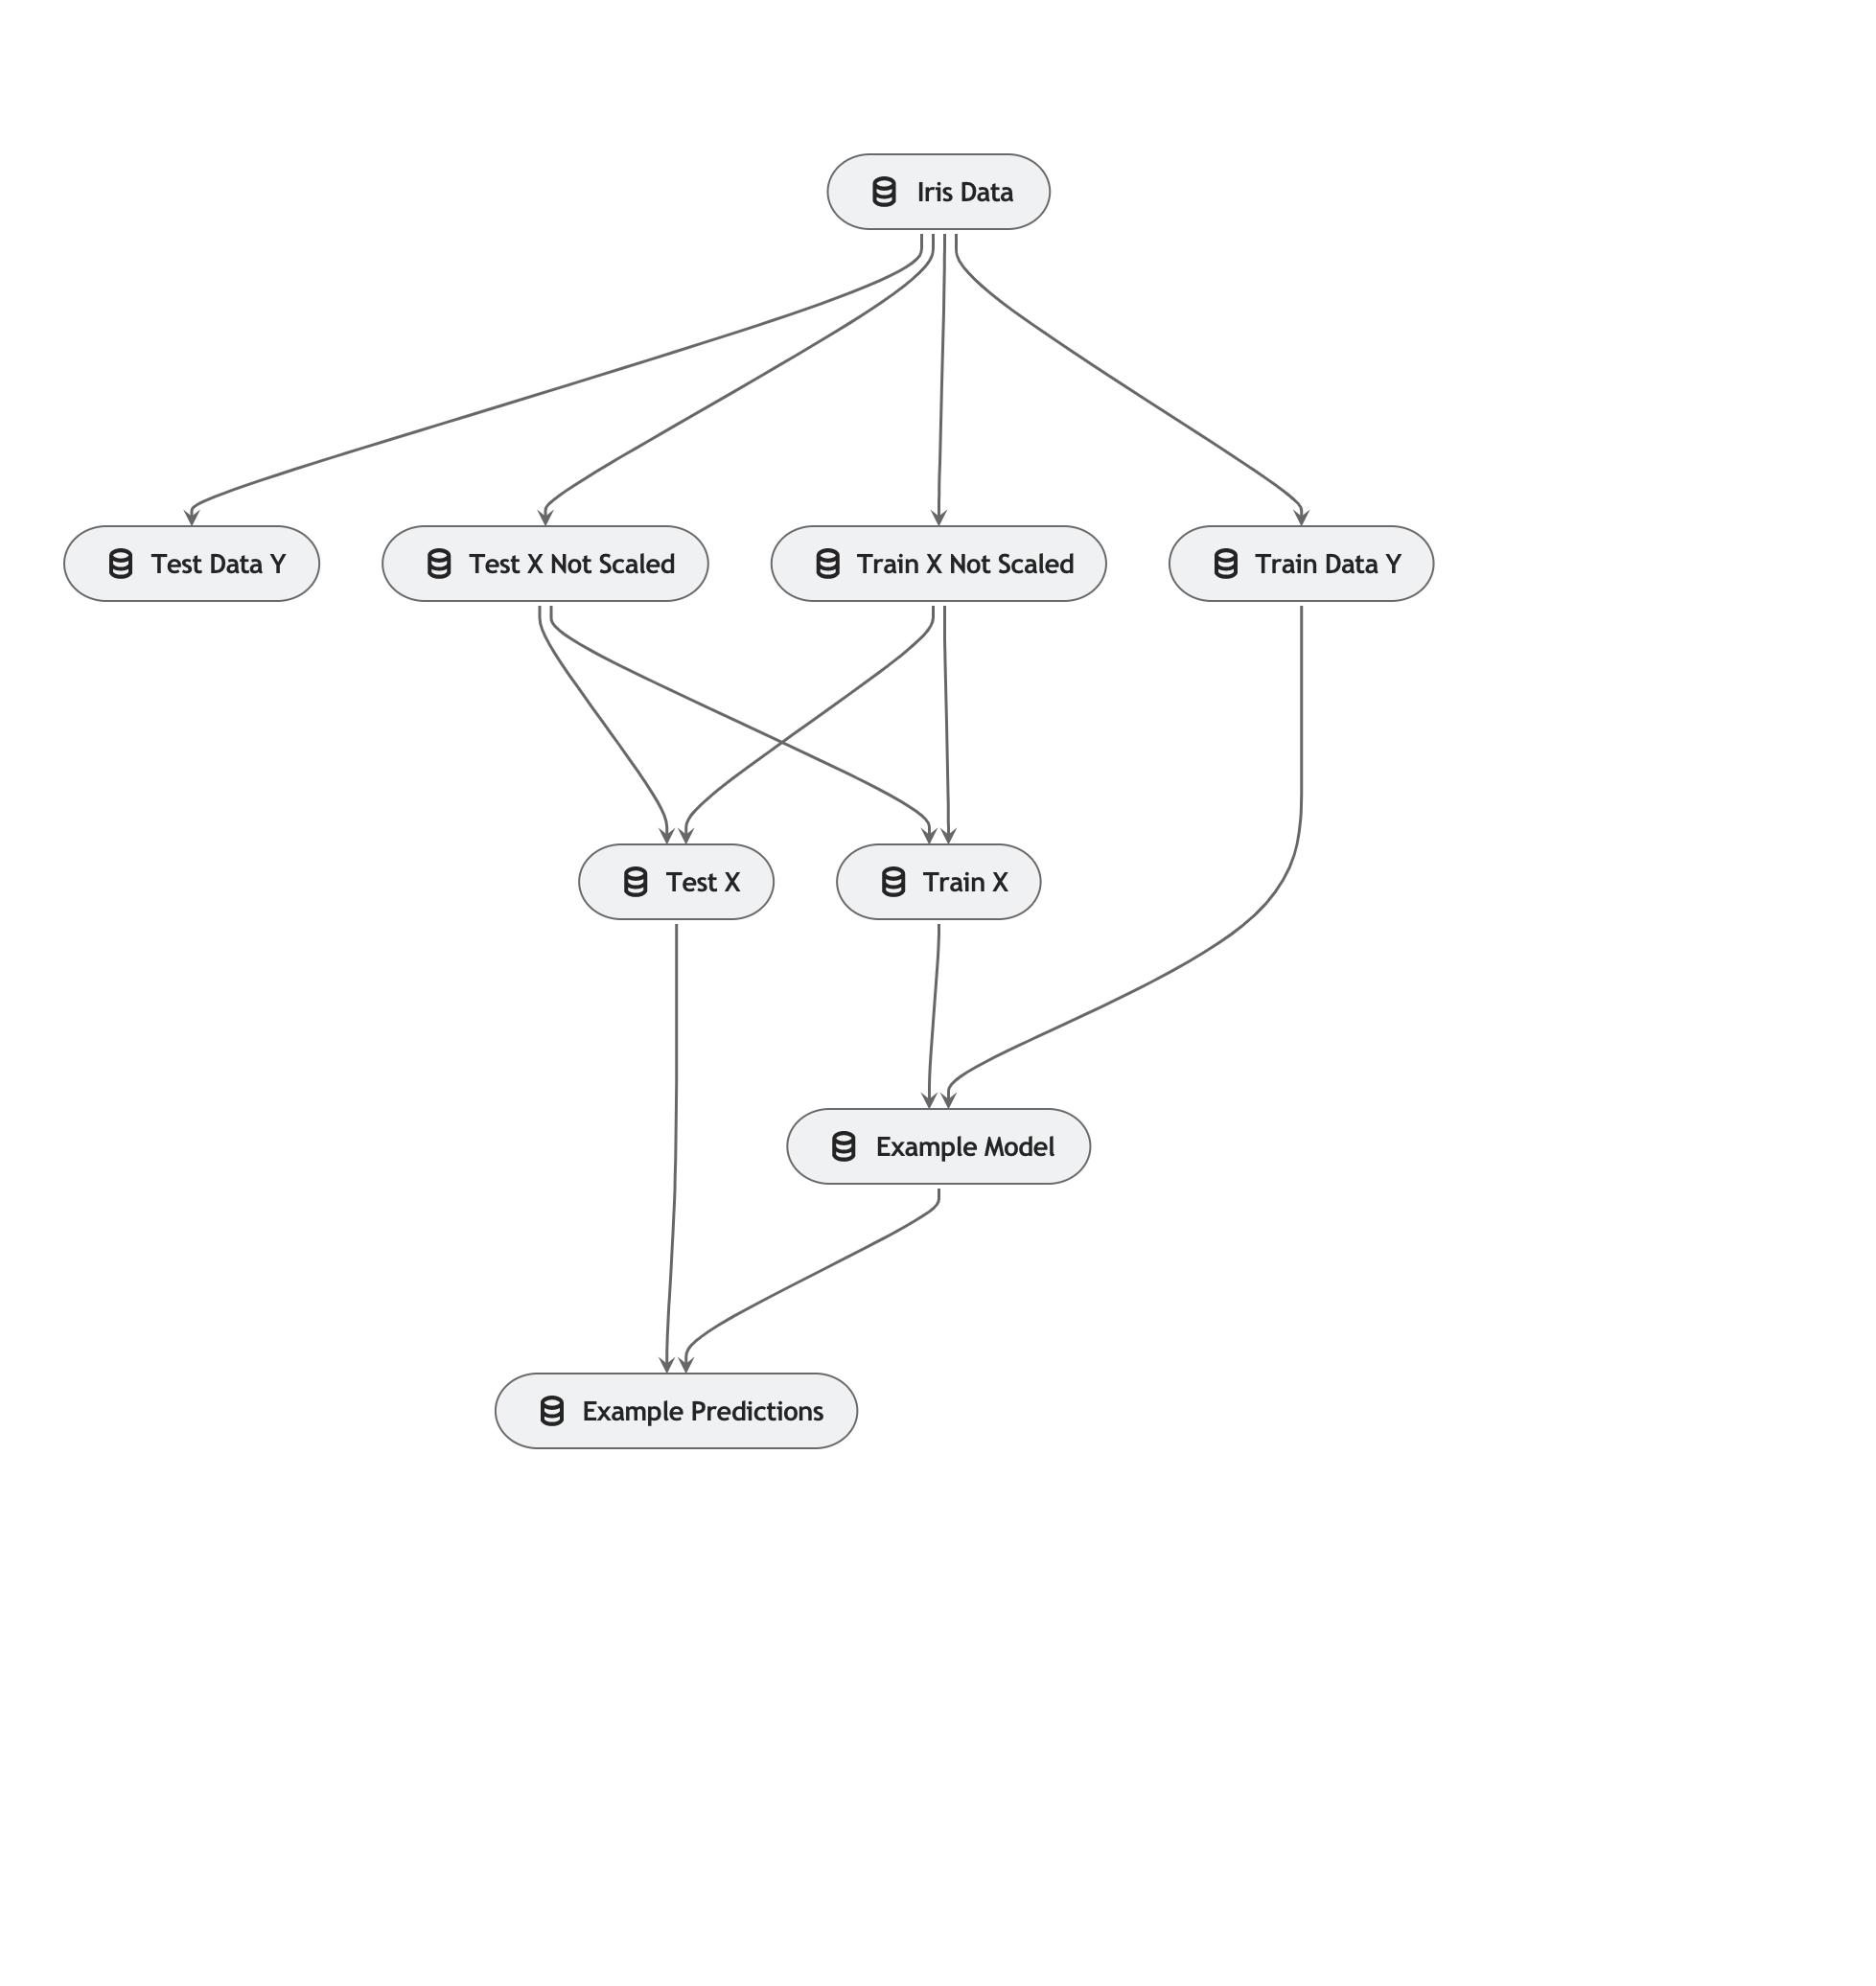 Iris Data
Test Data Y
Test X Not Scaled
Train X Not Scaled
Train Data Y
Test X
Train X
Example Model
Example Predictions